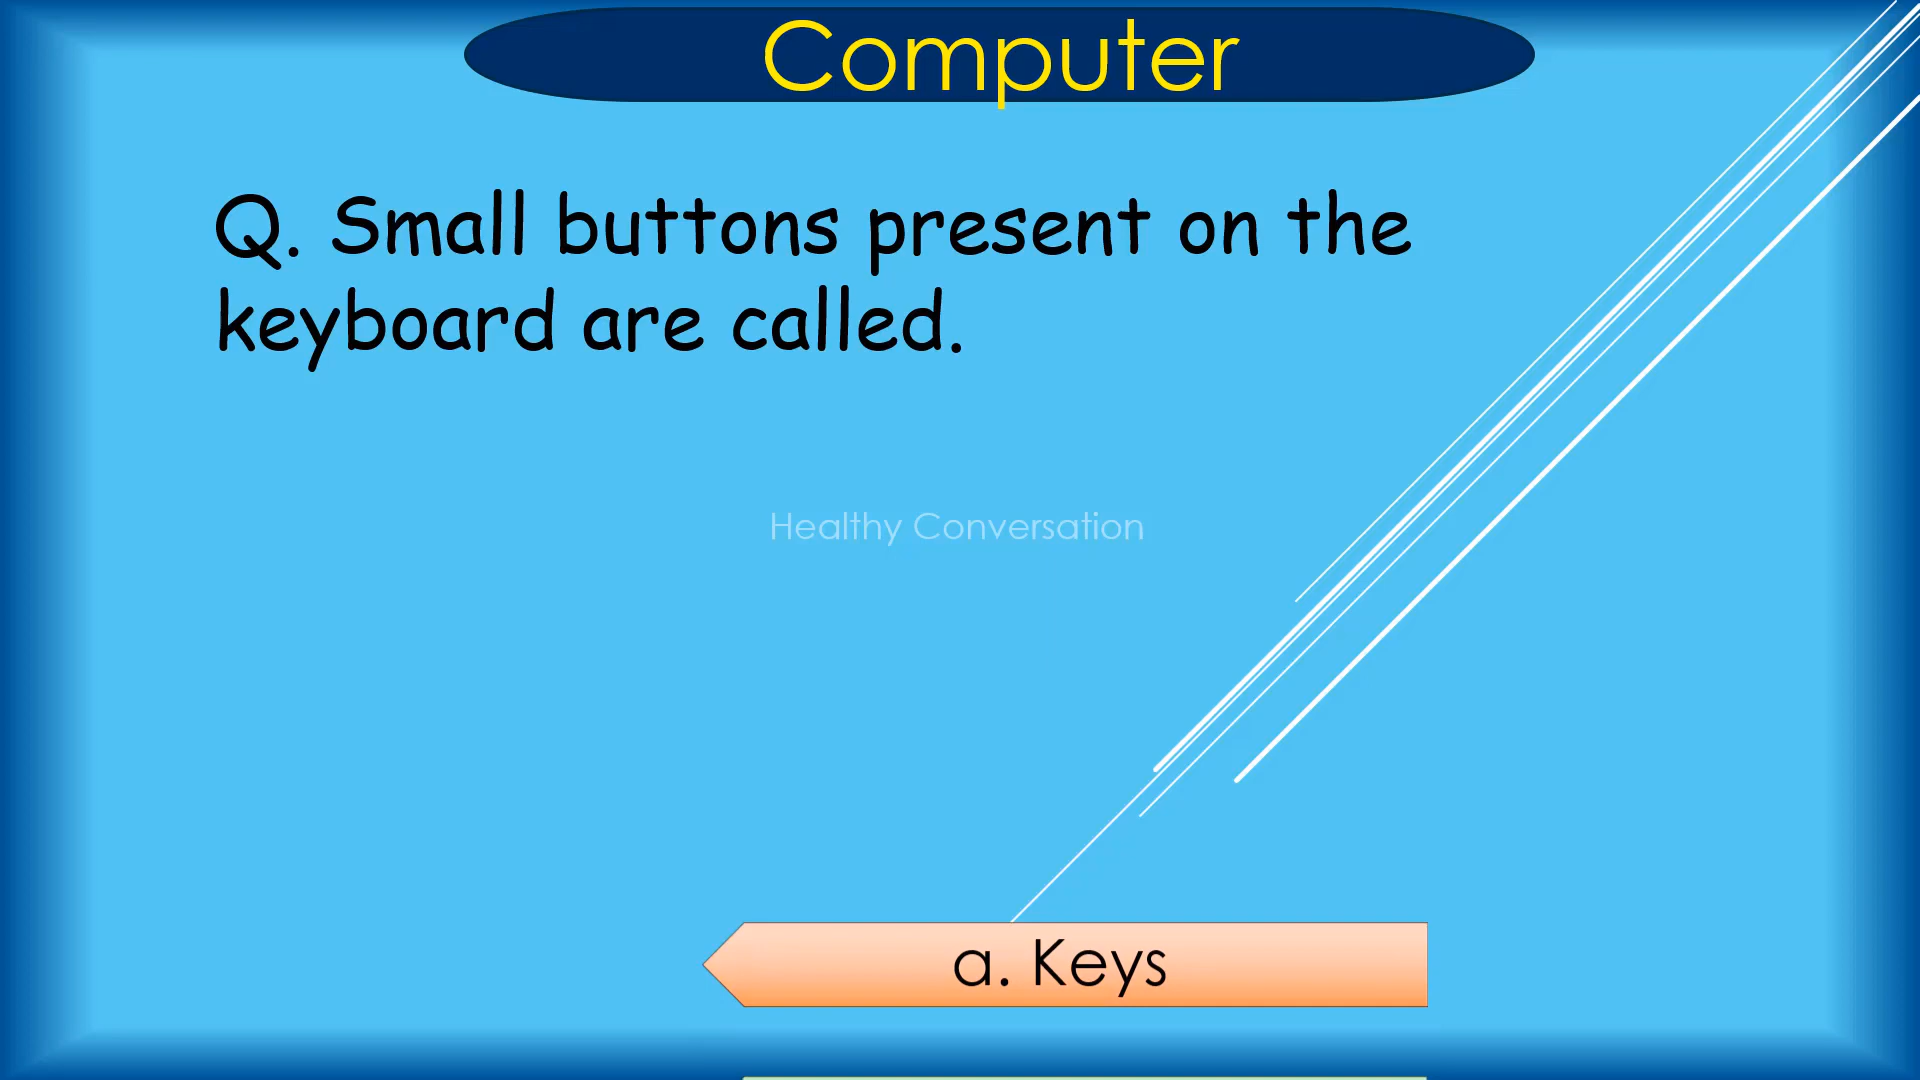 Computer
Q. Small buttons present on the
keyboard are called.
Healthy Conversation
a. Keys